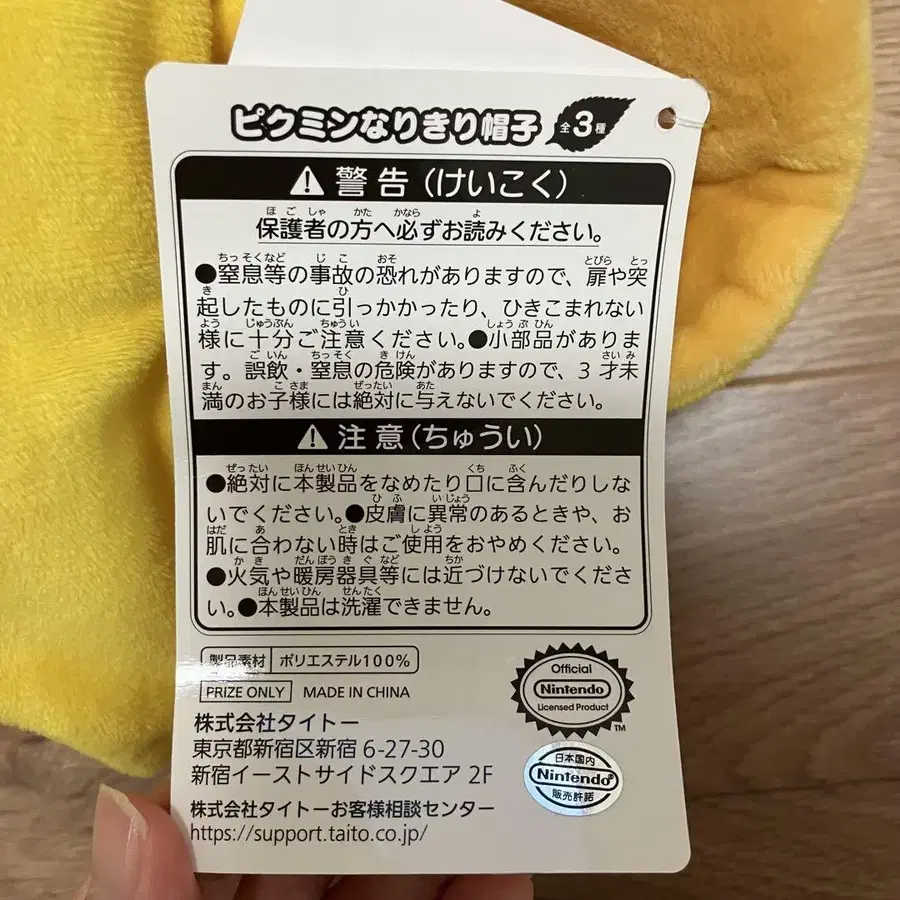 ピクミンなりきり帽子 全3種
警告(けいこく)
保護者の方へ必ずお読みください。
●窒息等の事故の恐れがありますので、扉や突
起したものに引っかかったり、ひきこまれない
様に十分ご注意ください。●小部品がありま
す。誤飲・窒息の危険がありますので、3才未
満のお子様には絶対に与えないでください。
注意(ちゅうい)
●絶対に本製品をなめたり口に含んだりしな
いでください。●皮膚に異常のあるときや、お
肌に合わない時はご使用をおやめください。
●火気や暖房器具等には近づけないでくださ
い。●本製品は洗濯できません。
製品素材 ポリエステル100%
PRIZE ONLY MADE IN CHINA
株式会社タイトー
東京都新宿区新宿6-27-30
新宿イーストサイドスクエア 2F
株式会社タイトーお客様相談センター
https://support.taito.co.jp/
Official
Nintendo
Licensed Product
TM
日本国内
Nintendo®
販売許諾